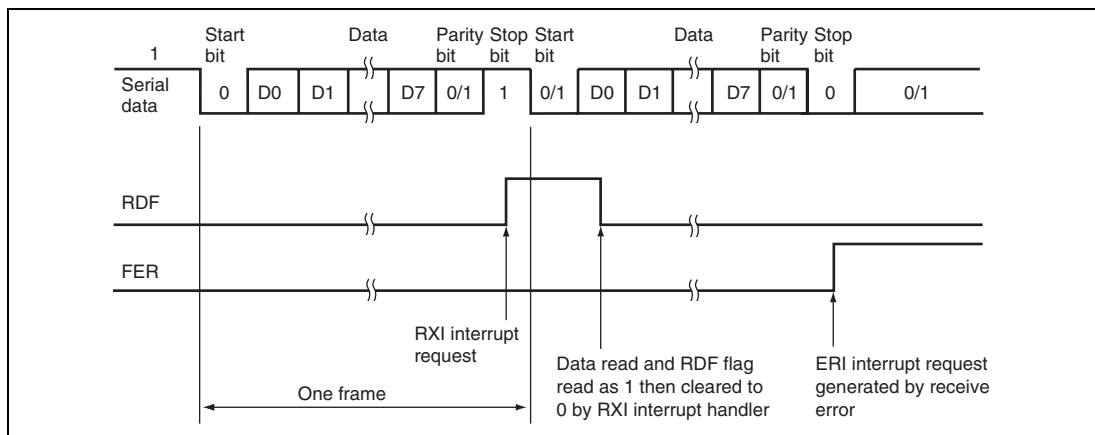 Start bit Data Parity bit Stop bit Start bit Data Parity bit Stop bit
1
Serial data 0 D0 D1 D7 0/1 1 0/1 D0 D1 D7 0/1 0 0/1
RDF
FER
RXI interrupt
request
Data read and RDF flag
read as 1 then cleared to
0 by RXI interrupt handler
ERI interrupt request
generated by receive
error
One frame